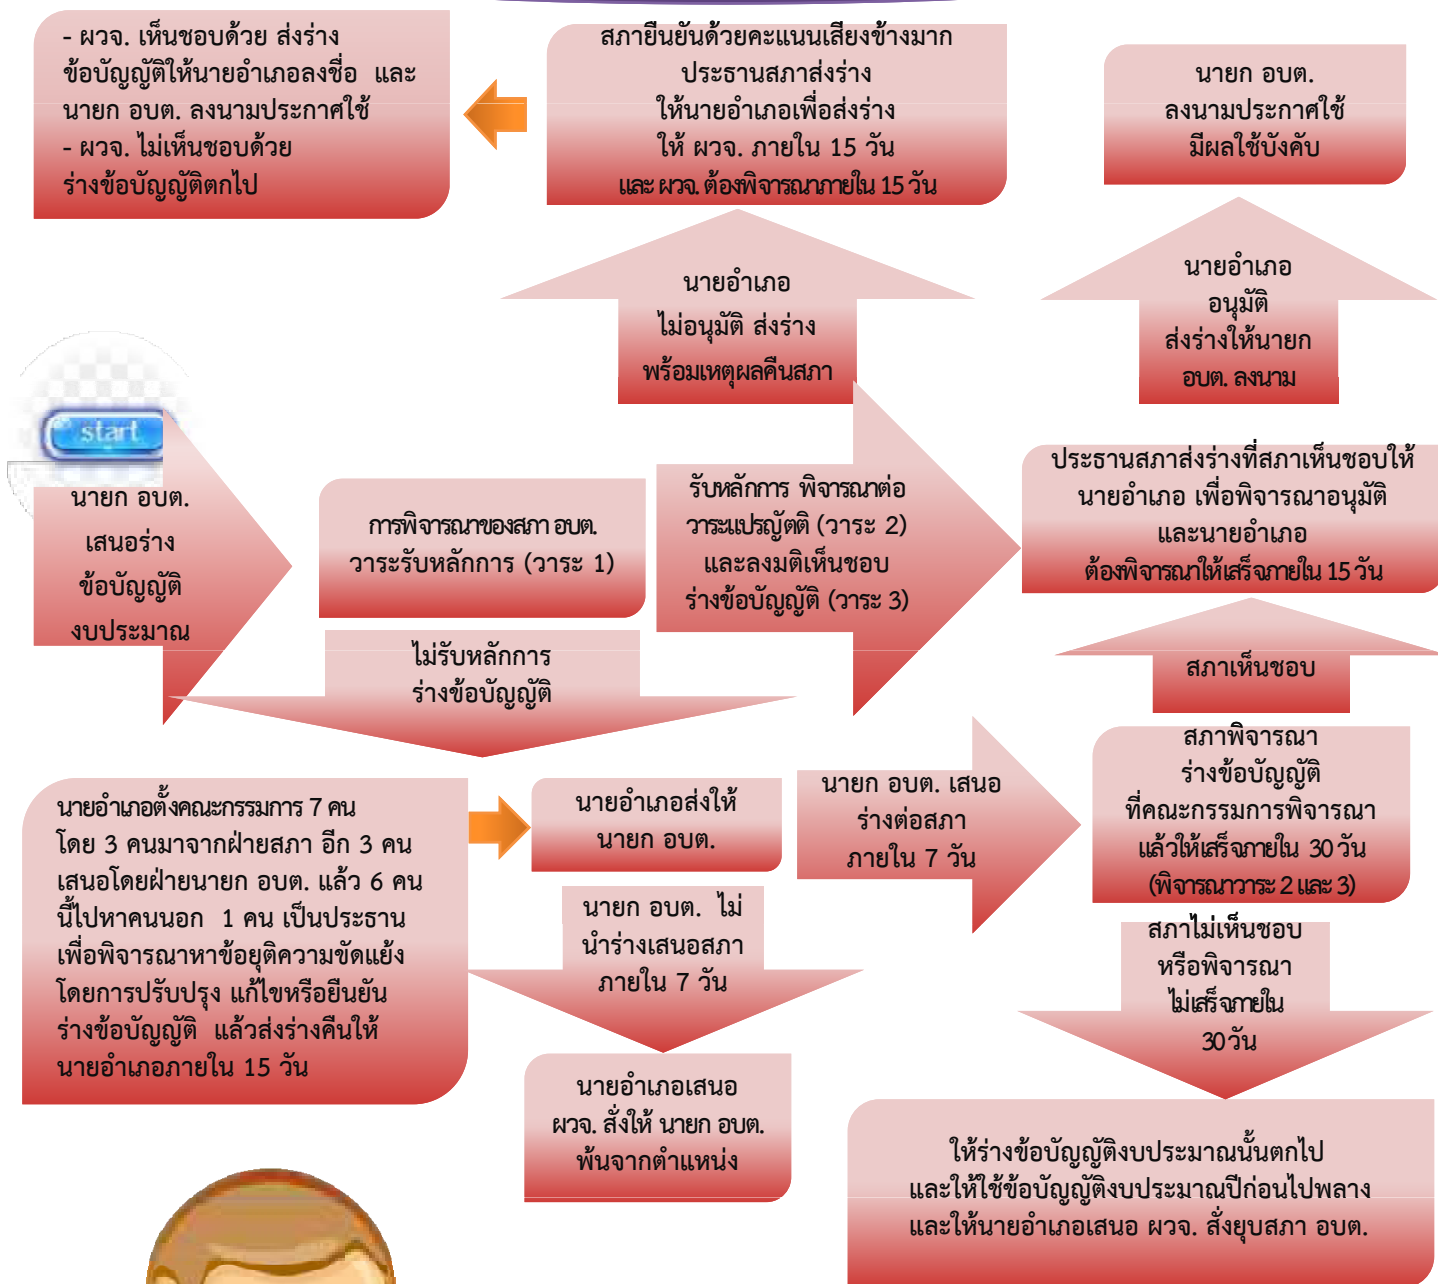 - ผวจ. เห็นชอบด้วย ส่งร่าง
ข้อบัญญัติให้นายอำเภอลงชื่อ และ
นายก อบต. ลงนามประกาศใช้
- ผวจ. ไม่เห็นชอบด้วย
ร่างข้อบัญญัติตกไป
สภายืนยันด้วยคะแนนเสียงข้างมาก
ประธานสภาส่งร่าง
ให้นายอำเภอเพื่อส่งร่าง
ให้ ผวจ. ภายใน 15 วัน
และ ผวจ. ต้องพิจารณาภายใน 15 วัน
นายก อบต.
ลงนามประกาศใช้
มีผลใช้บังคับ
นายอำเภอ
ไม่อนุมัติ ส่งร่าง
พร้อมเหตุผลคืนสภา
นายอำเภอ
อนุมัติ
ส่งร่างให้นายก
อบต. ลงนาม
start
นายก อบต.
เสนอร่าง
ข้อบัญญัติ
งบประมาณ
การพิจารณาของสภา อบต.
วาระรับหลักการ (วาระ 1)
รับหลักการ พิจารณาต่อ
วาระแปรญัตติ (วาระ 2)
และลงมติเห็นชอบ
ร่างข้อบัญญัติ (วาระ 3)
ประธานสภาส่งร่างที่สภาเห็นชอบให้
นายอำเภอ เพื่อพิจารณาอนุมัติ
และนายอำเภอ
ต้องพิจารณาให้เสร็จภายใน 15 วัน
ไม่รับหลักการ
ร่างข้อบัญญัติ
สภาเห็นชอบ
นายอำเภอตั้งคณะกรรมการ 7 คน
โดย 3 คนมาจากฝ่ายสภา อีก 3 คน
เสนอโดยฝ่ายนายก อบต. แล้ว 6 คน
นี้ไปหาคนนอก 1 คน เป็นประธาน
เพื่อพิจารณาหาข้อยุติความขัดแย้ง
โดยการปรับปรุง แก้ไขหรือยืนยัน
ร่างข้อบัญญัติ แล้วส่งร่างคืนให้
นายอำเภอภายใน 15 วัน
นายอำเภอส่งให้
นายก อบต.
นายก อบต. เสนอ
ร่างต่อสภา
ภายใน 7 วัน
สภาพิจารณา
ร่างข้อบัญญัติ
ที่คณะกรรมการพิจารณา
แล้วให้เสร็จภายใน 30 วัน
(พิจารณาวาระ 2 และ 3)
นายก อบต. ไม่
นำร่างเสนอสภา
ภายใน 7 วัน
สภาไม่เห็นชอบ
หรือพิจารณา
ไม่เสร็จภายใน
30 วัน
นายอำเภอเสนอ
ผวจ. สั่งให้ นายก อบต.
พ้นจากตำแหน่ง
ให้ร่างข้อบัญญัติงบประมาณนั้นตกไป
และให้ใช้ข้อบัญญัติงบประมาณปีก่อนไปพลาง
และให้นายอำเภอเสนอ ผวจ. สั่งยุบสภา อบต.